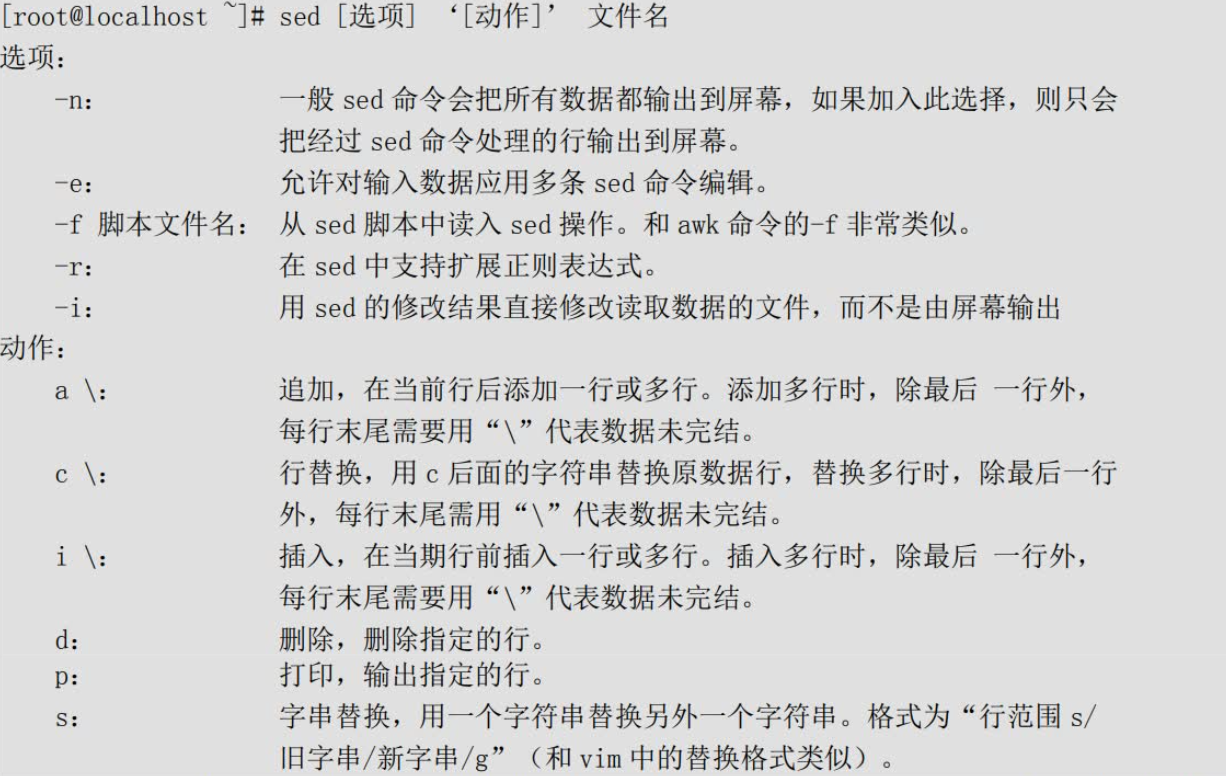 [root@localhost ~]# sed [选项] ‘[动作]’ 文件名
选项：
-n： 一般 sed 命令会把所有数据都输出到屏幕，如果加入此选择，则只会
把经过 sed 命令处理的行输出到屏幕。
-e： 允许对输入数据应用多条 sed 命令编辑。
-f 脚本文件名： 从 sed 脚本中读入 sed 操作。和 awk 命令的-f 非常类似。
-r： 在 sed 中支持扩展正则表达式。
-i： 用 sed 的修改结果直接修改读取数据的文件，而不是由屏幕输出
动作：
a \： 追加，在当前行后添加一行或多行。添加多行时，除最后 一行外，
每行末尾需要用“\”代表数据未完结。
c \： 行替换，用 c 后面的字符串替换原数据行，替换多行时，除最后一行
外，每行末尾需用“\”代表数据未完结。
i \： 插入，在当期行前插入一行或多行。插入多行时，除最后 一行外，
每行末尾需要用“\”代表数据未完结。
d： 删除，删除指定的行。
p： 打印，输出指定的行。
s： 字串替换，用一个字符串替换另外一个字符串。格式为“行范围 s/
旧字串/新字串/g”（和 vim 中的替换格式类似）。